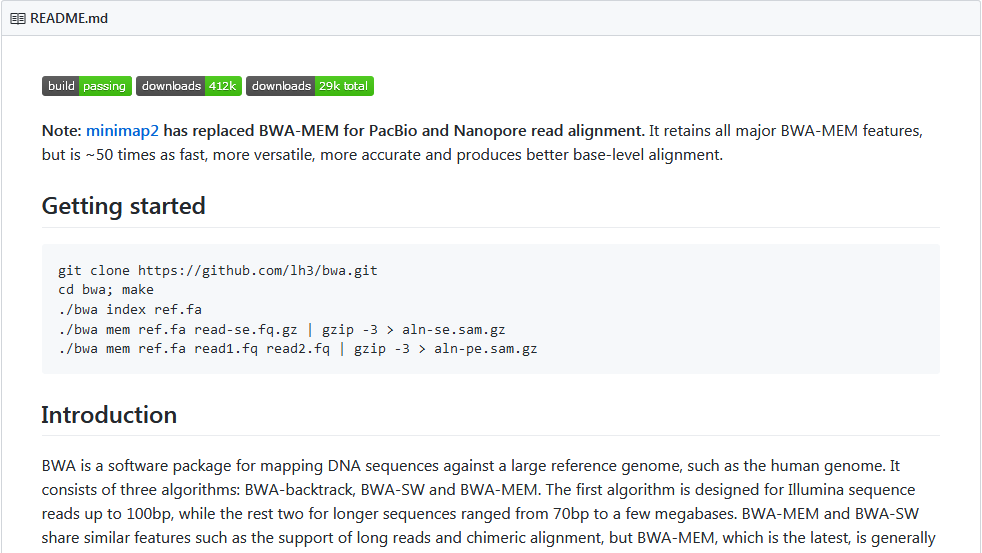 README.md
build passing downloads 412k downloads 29k total
Note: minimap2 has replaced BWA-MEM for PacBio and Nanopore read alignment. It retains all major BWA-MEM features,
but is ~50 times as fast, more versatile, more accurate and produces better base-level alignment.
Getting started
git clone https://github.com/lh3/bwa.git
cd bwa; make
./bwa index ref.fa
./bwa mem ref.fa read-se.fq.gz | gzip -3 > aln-se.sam.gz
./bwa mem ref.fa read1.fq read2.fq | gzip -3 > aln-pe.sam.gz
Introduction
BWA is a software package for mapping DNA sequences against a large reference genome, such as the human genome. It
consists of three algorithms: BWA-backtrack, BWA-SW and BWA-MEM. The first algorithm is designed for Illumina sequence
reads up to 100bp, while the rest two for longer sequences ranged from 70bp to a few megabases. BWA-MEM and BWA-SW
share similar features such as the support of long reads and chimeric alignment, but BWA-MEM, which is the latest, is generally